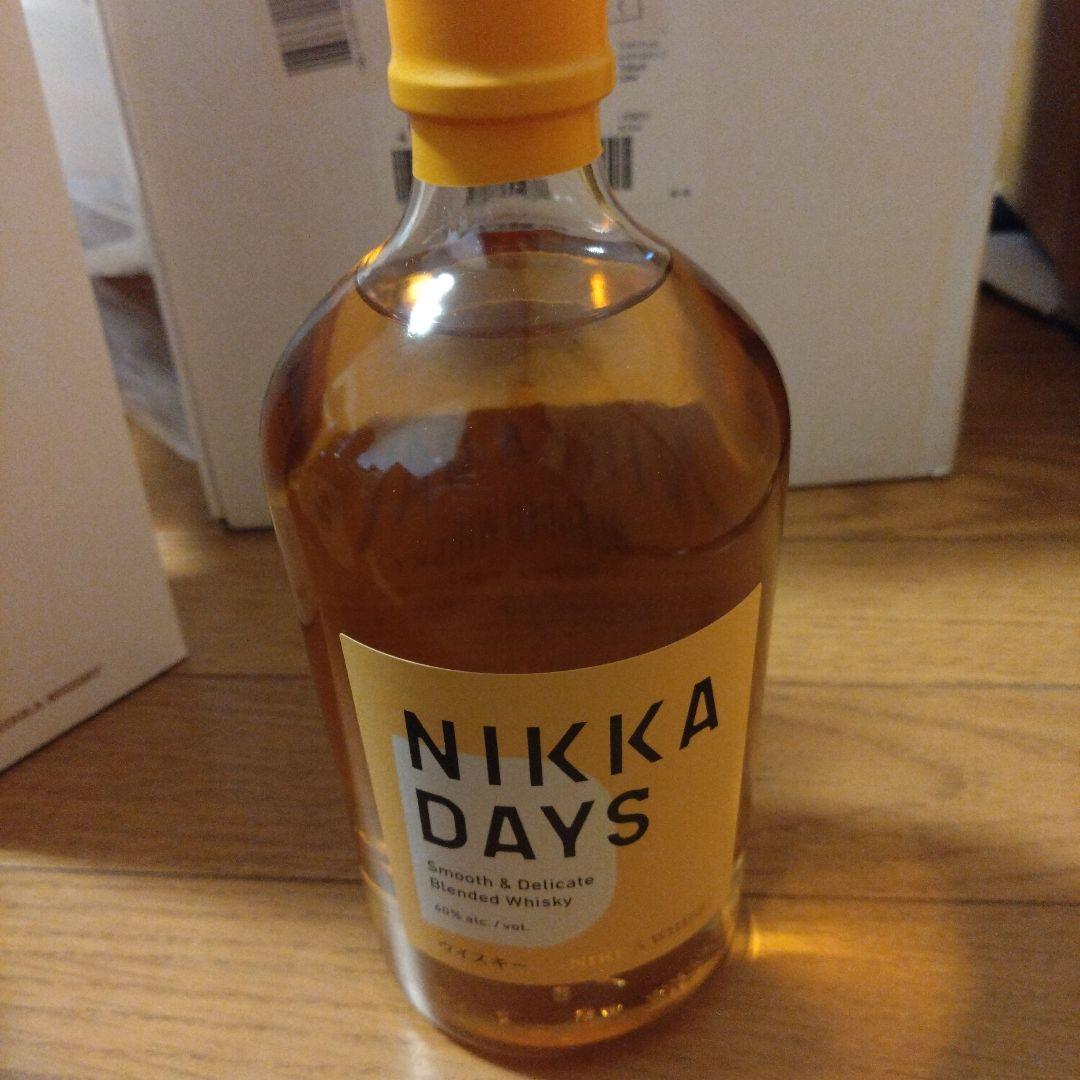 NIKKA
DAYS
Smooth & Delicate
Blended Whisky
40% alc. / vol.
ウイスキー